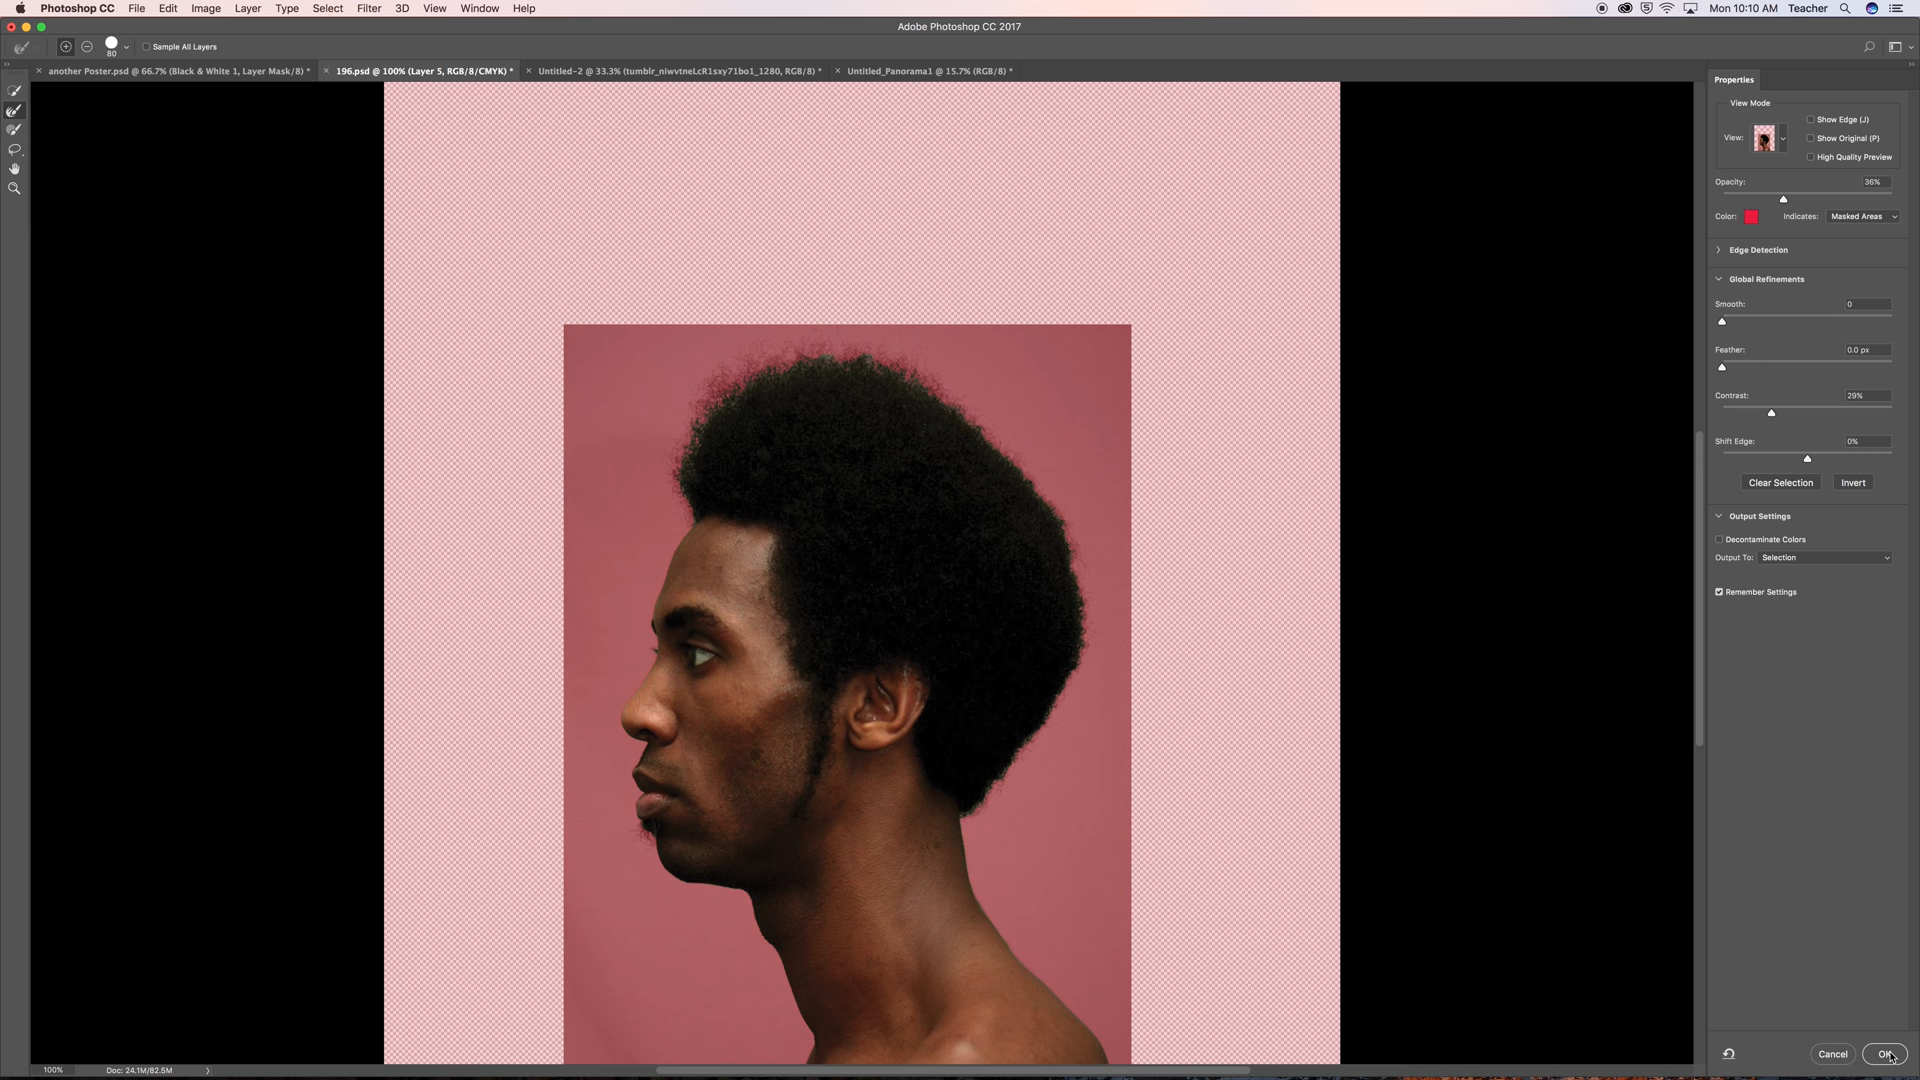 Photoshop CC File Edit Image Layer Type Select Filter 3D View Window Help Mon 10:10 AM Teacher
Adobe Photoshop CC 2017
80 Sample All Layers
another Poster.psd @ 66.7% (Black & White 1, Layer Mask/8) * 196.psd @ 100% (Layer 5, RGB/8/CMYK) * Untitled-2 @ 33.3% (tumblr_niwvtneLcR1sxy71bo1_1280, RGB/8) * Untitled_Panorama1 @ 15.7% (RGB/8) *
Properties
View Mode
Show Edge (J)
View:
Show Original (P)
High Quality Preview
Opacity: 36%
Color: Indicates: Masked Areas
Edge Detection
Global Refinements
Smooth: 0
Feather: 0.0 px
Contrast: 29%
Shift Edge: 0%
Clear Selection Invert
Output Settings
Decontaminate Colors
Output To: Selection
Remember Settings
Cancel OK
100% Doc: 24.1M/82.5M